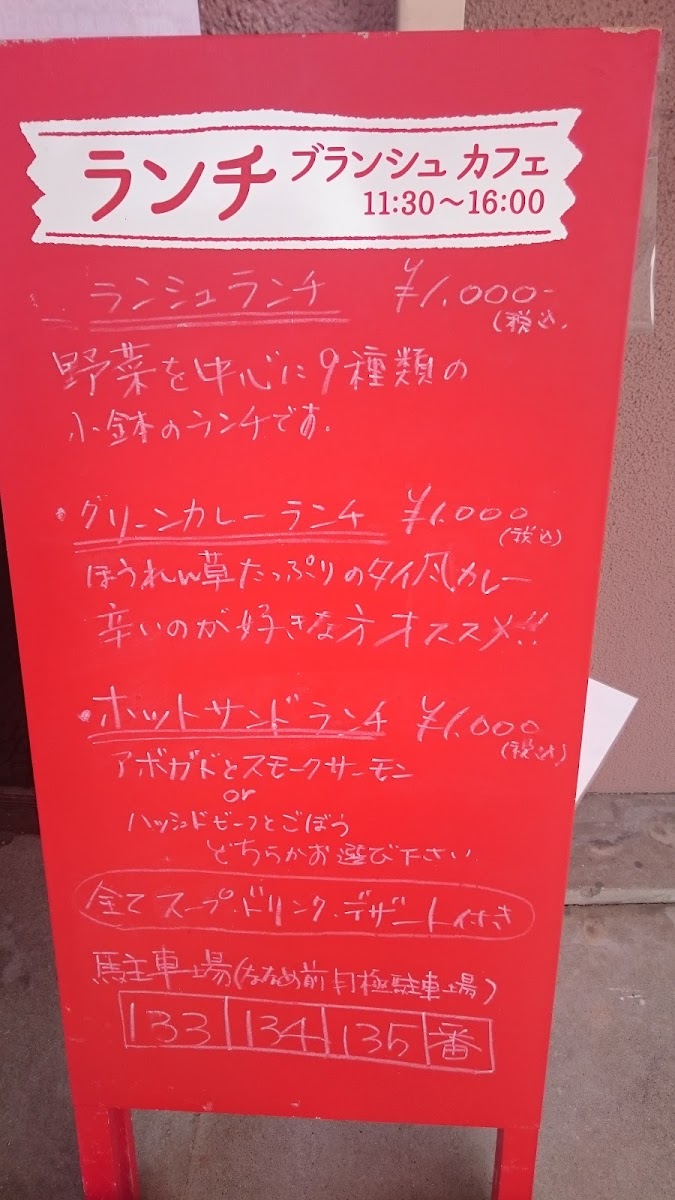 ランチ ブランシュ カフェ
11:30～16:00
ランシュランチ ¥1.000-
(税込.
野菜を中心に9種類の
小鉢のランチです.
・グリーンカレーランチ ¥1.000
(税込)
ほうれん草たっぷりのタイ風カレー
辛いのが好きな方オススメ!!
・ホットサンドランチ ¥1.000
(税込)
アボガドとスモークサーモン
or
ハッシュドビーフとごぼう
どちらかお選び下さい
全てスープ.ドリンク.デザート付き
駐車場(ななめ前月極駐車場)
133 134 135 番